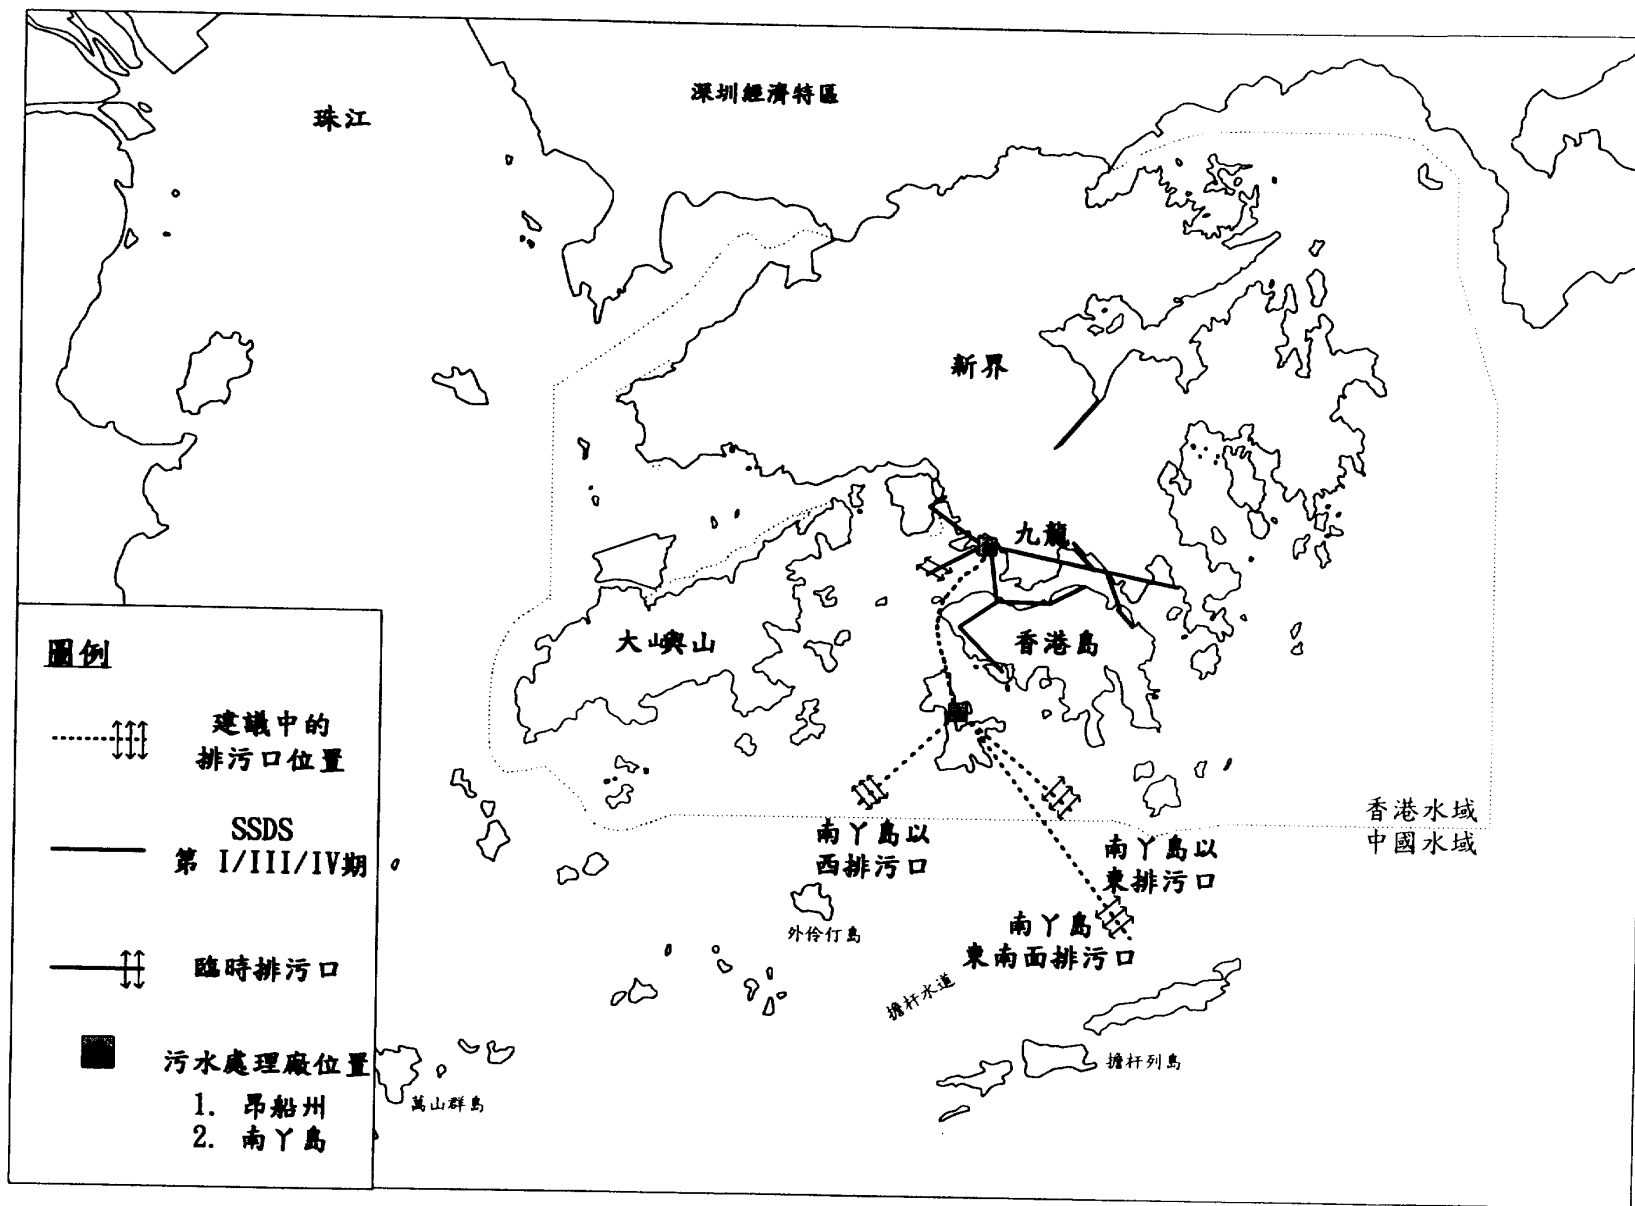 深圳經濟特區
珠江
新界
九龍
大嶼山
香港島
香港水域
中國水域
南丫島以
西排污口
南丫島以
東排污口
南丫島
東南面排污口
外伶仃島
擔杆水道
擔杆列島
萬山群島
圖例
建議中的
排污口位置
SSDS
第 I/III/IV期
臨時排污口
污水處理廠位置
1. 昂船州
2. 南丫島